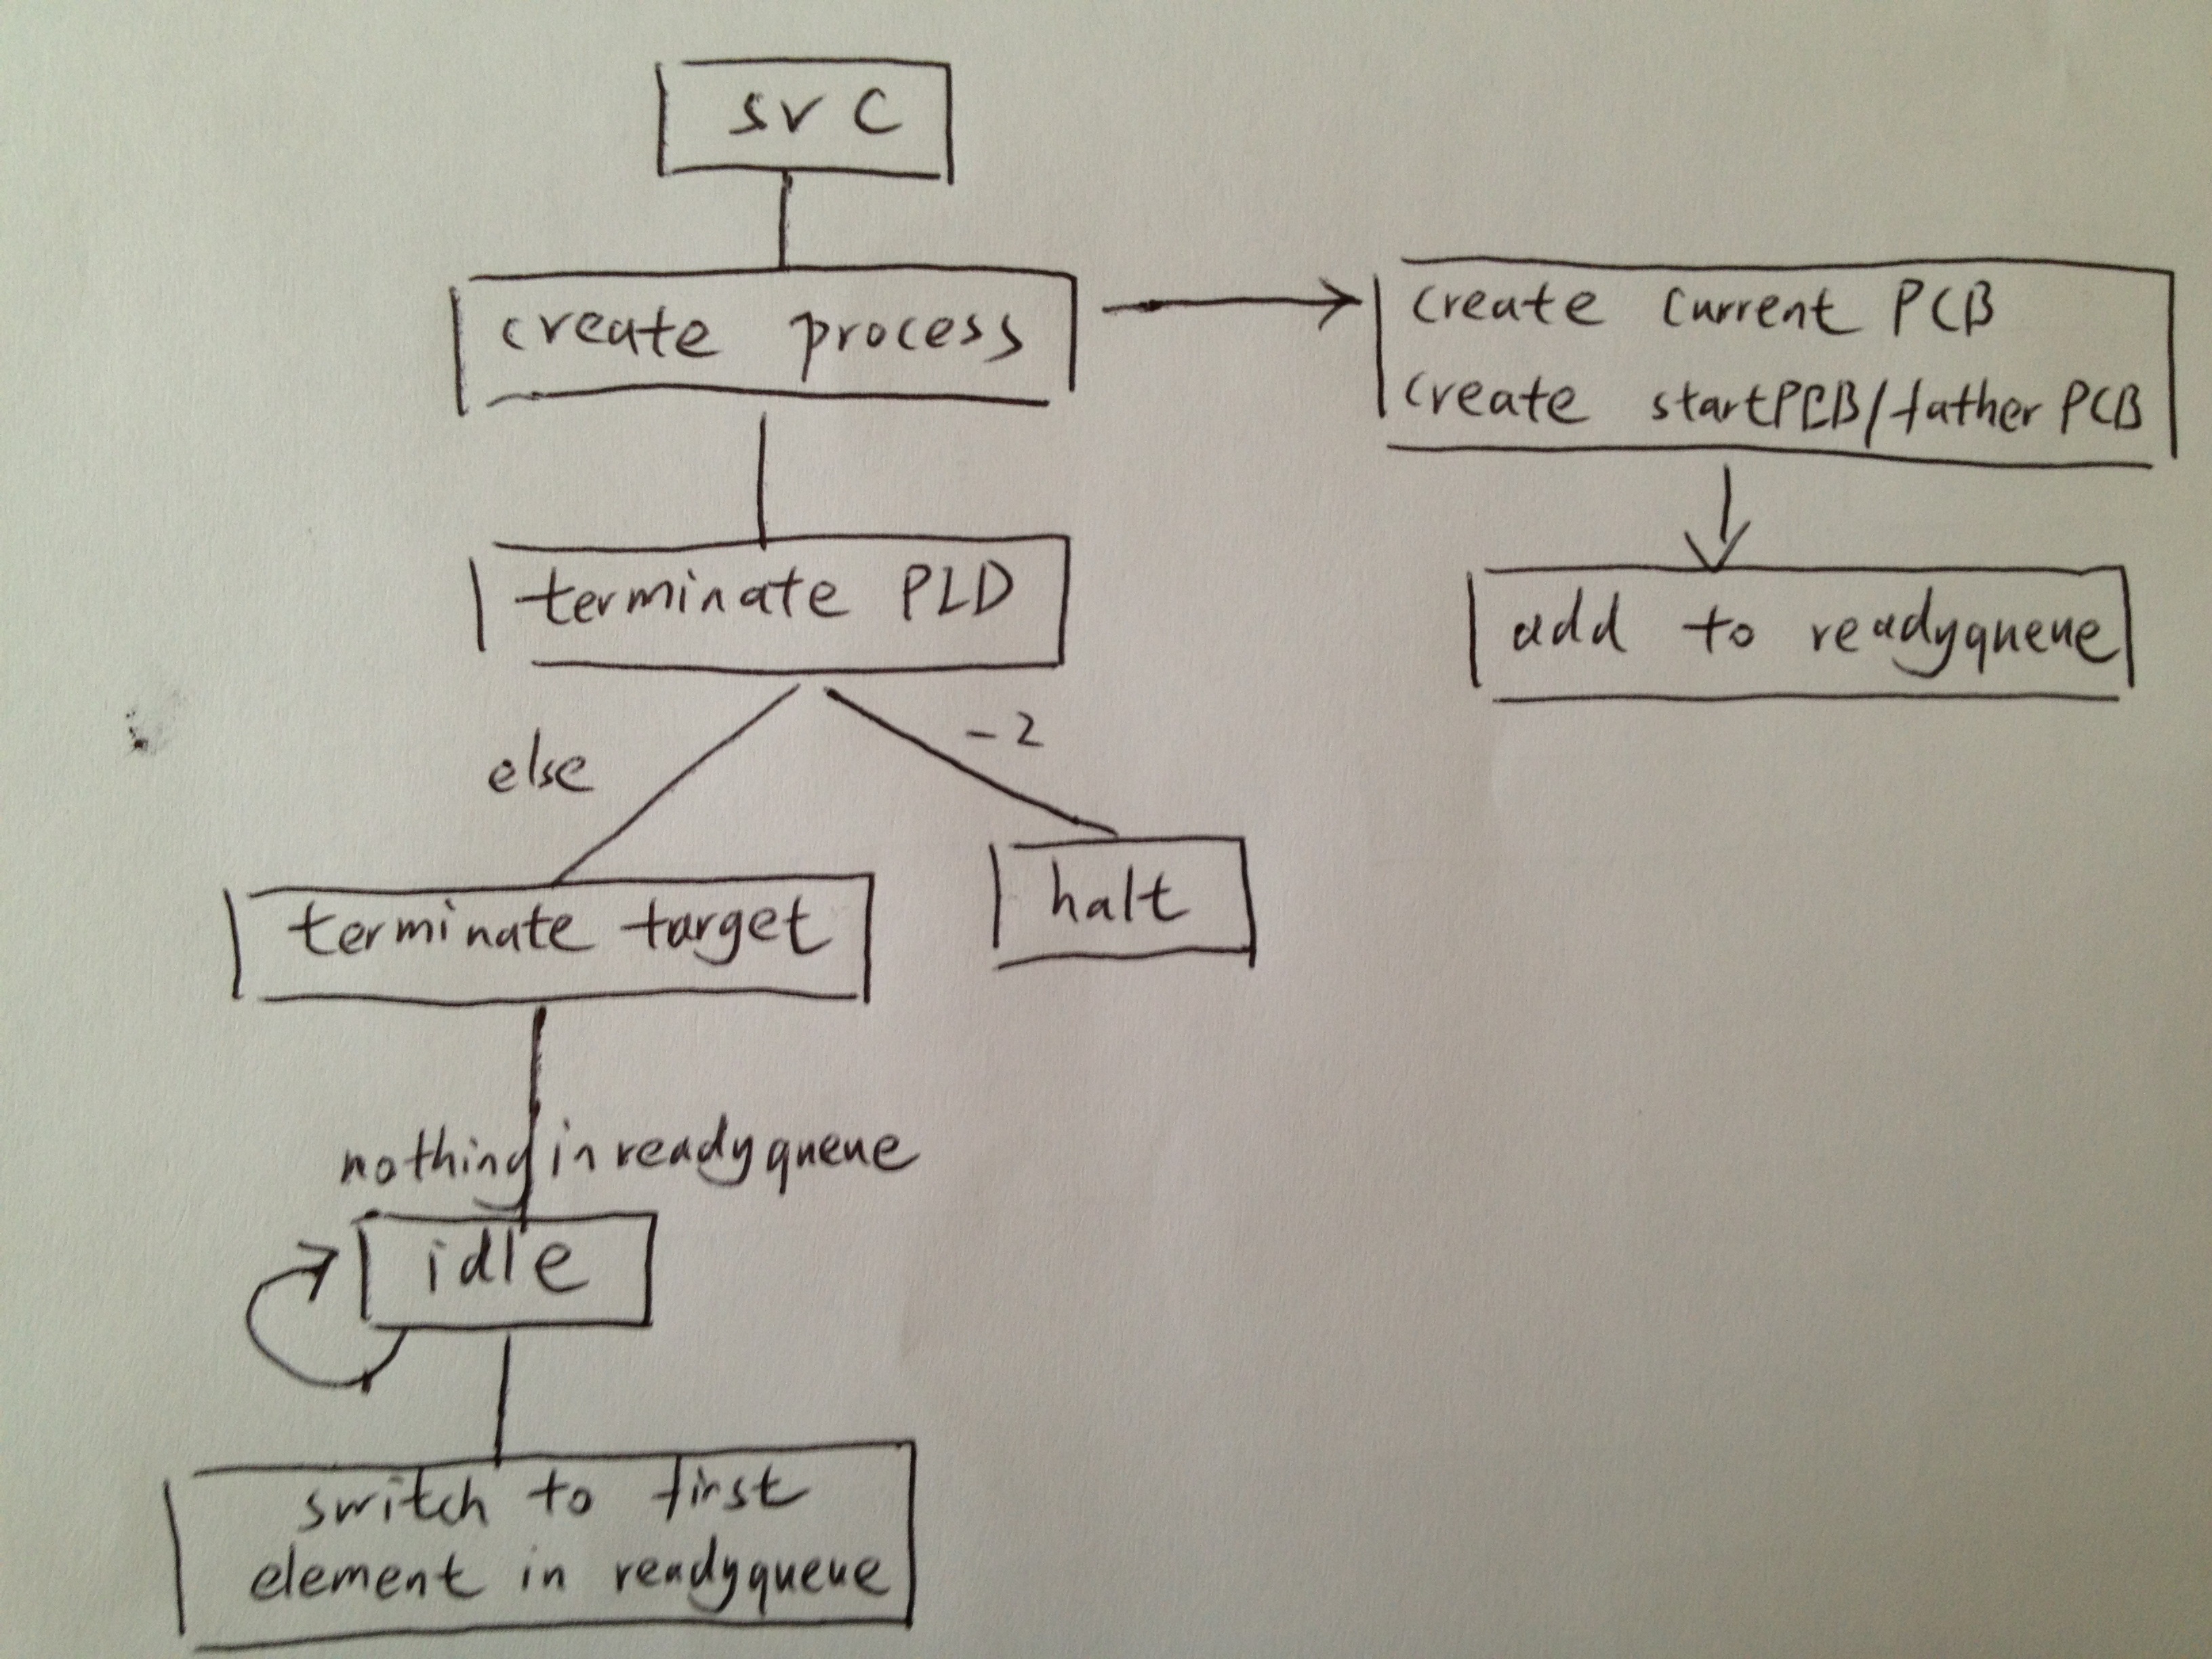 svc
create process
create current PCB
create startPCB/father PCB
terminate PLD
add to readyqueue
else
-2
terminate target
halt
nothing in readyqueue
idle
switch to first
element in readyqueue